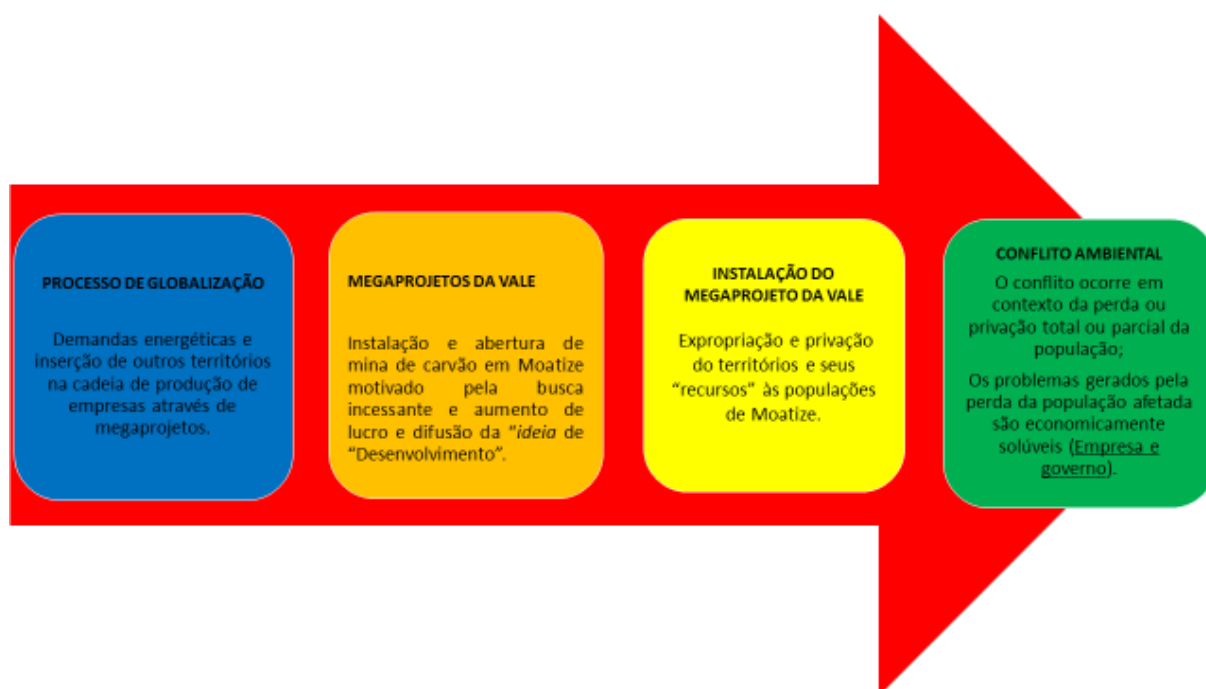 PROCESSO DE GLOBALIZAÇÃO
Demandas energéticas e
inserção de outros territórios
na cadeia de produção de
empresas através de
megaprojetos.
MEGAPROJETOS DA VALE
Instalação e abertura de
mina de carvão em Moatize
motivado pela busca
incessante e aumento de
lucro e difusão da "ideia de
"Desenvolvimento".
INSTALAÇÃO DO
MEGAPROJETO DA VALE
Expropriação e privação
do territórios e seus
"recursos" às populações
de Moatize.
CONFLITO AMBIENTAL
O conflito ocorre em
contexto da perda ou
privação total ou parcial da
população;
Os problemas gerados pela
perda da população afetada
são economicamente
solúveis (Empresa e
governo).